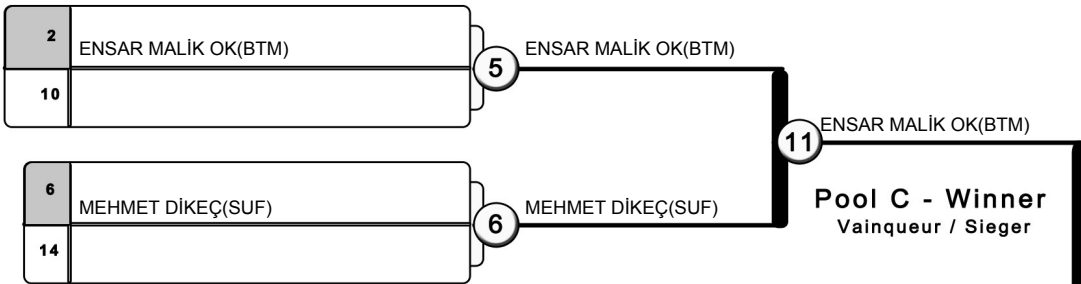 2
ENSAR MALİK OK(BTM)
10
5
ENSAR MALİK OK(BTM)
11
ENSAR MALİK OK(BTM)
6
MEHMET DİKEÇ(SUF)
14
6
MEHMET DİKEÇ(SUF)
Pool C - Winner
Vainqueur / Sieger